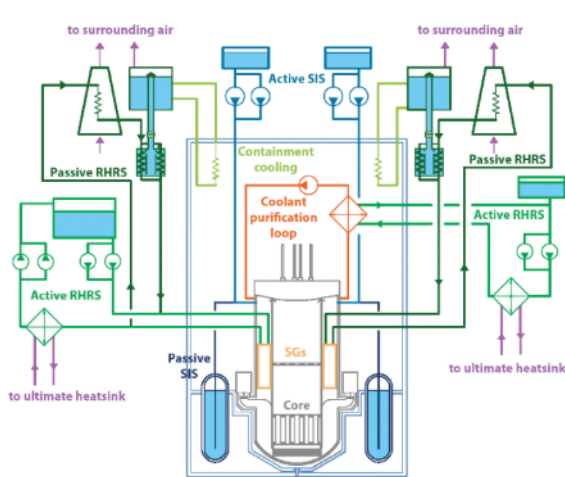 to surrounding air
to surrounding air
Active SIS
Containment
cooling
Passive RHRS
Passive RHRS
Coolant
purification
loop
Active RHRS
Active RHRS
Passive
SIS
SGs
to ultimate heatsink
to ultimate heatsink
Core